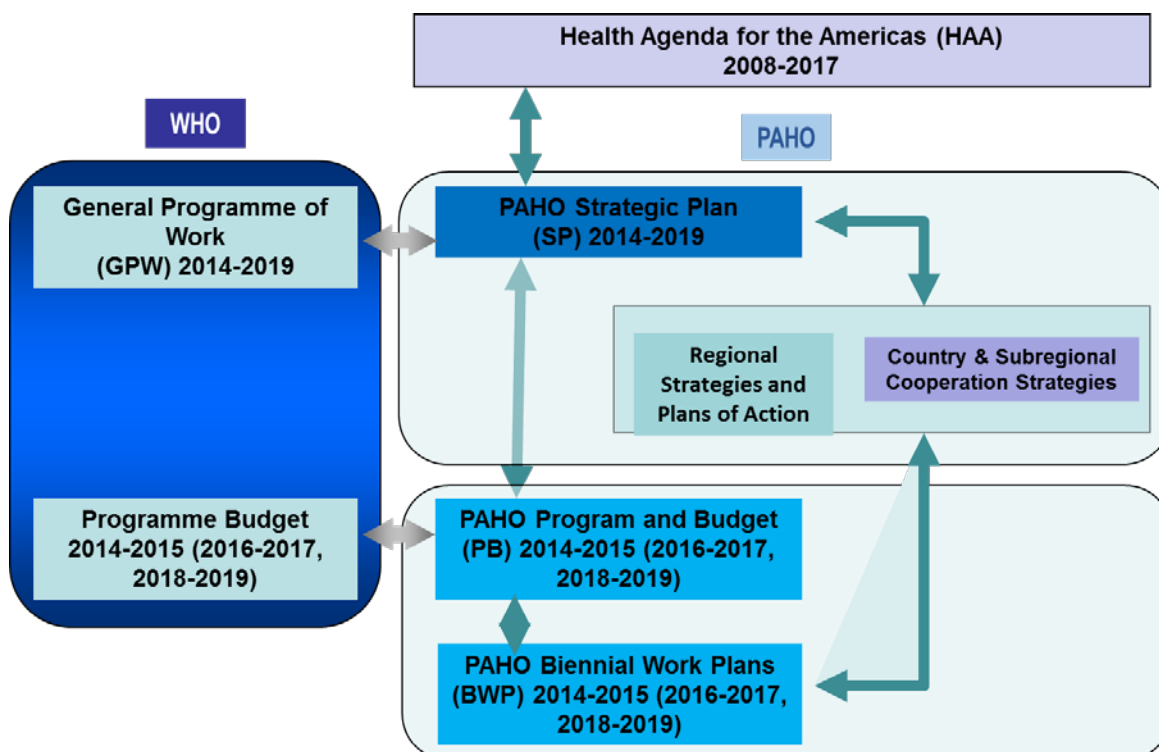 Health Agenda for the Americas (HAA)
2008-2017
WHO
PAHO
General Programme of
Work
(GPW) 2014-2019
PAHO Strategic Plan
(SP) 2014-2019
Regional
Strategies and
Plans of Action
Country & Subregional
Cooperation Strategies
Programme Budget
2014-2015 (2016-2017,
2018-2019)
PAHO Program and Budget
(PB) 2014-2015 (2016-2017,
2018-2019)
PAHO Biennial Work Plans
(BWP) 2014-2015 (2016-2017,
2018-2019)